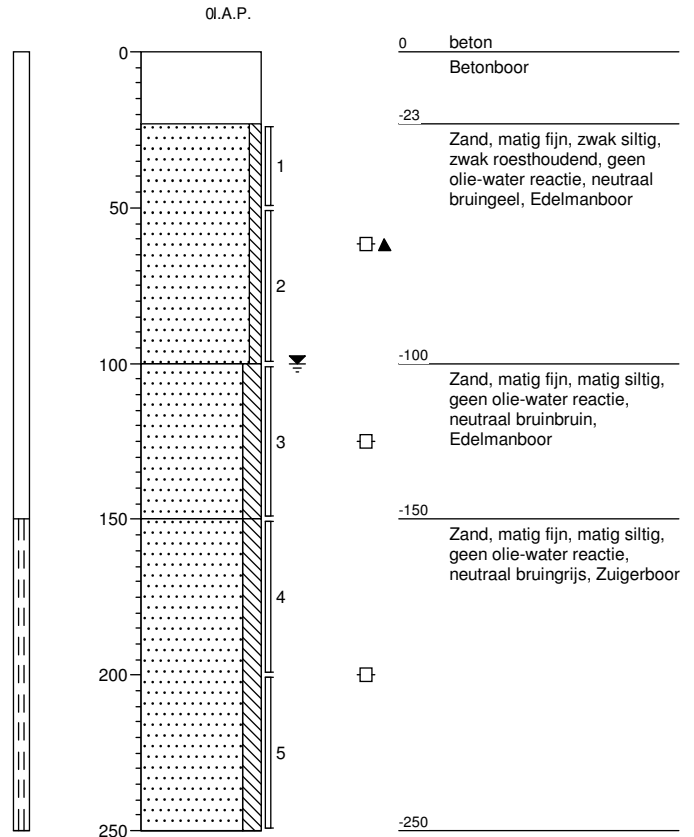 0I.A.P.
0
50
100
150
200
250
1
2
3
4
5
0 beton
Betonboor
-23
Zand, matig fijn, zwak siltig,
zwak roesthoudend, geen
olie-water reactie, neutraal
bruingeel, Edelmanboor
-100
Zand, matig fijn, matig siltig,
geen olie-water reactie,
neutraal bruinbruin,
Edelmanboor
-150
Zand, matig fijn, matig siltig,
geen olie-water reactie,
neutraal bruingrijs, Zuigerboor
-250